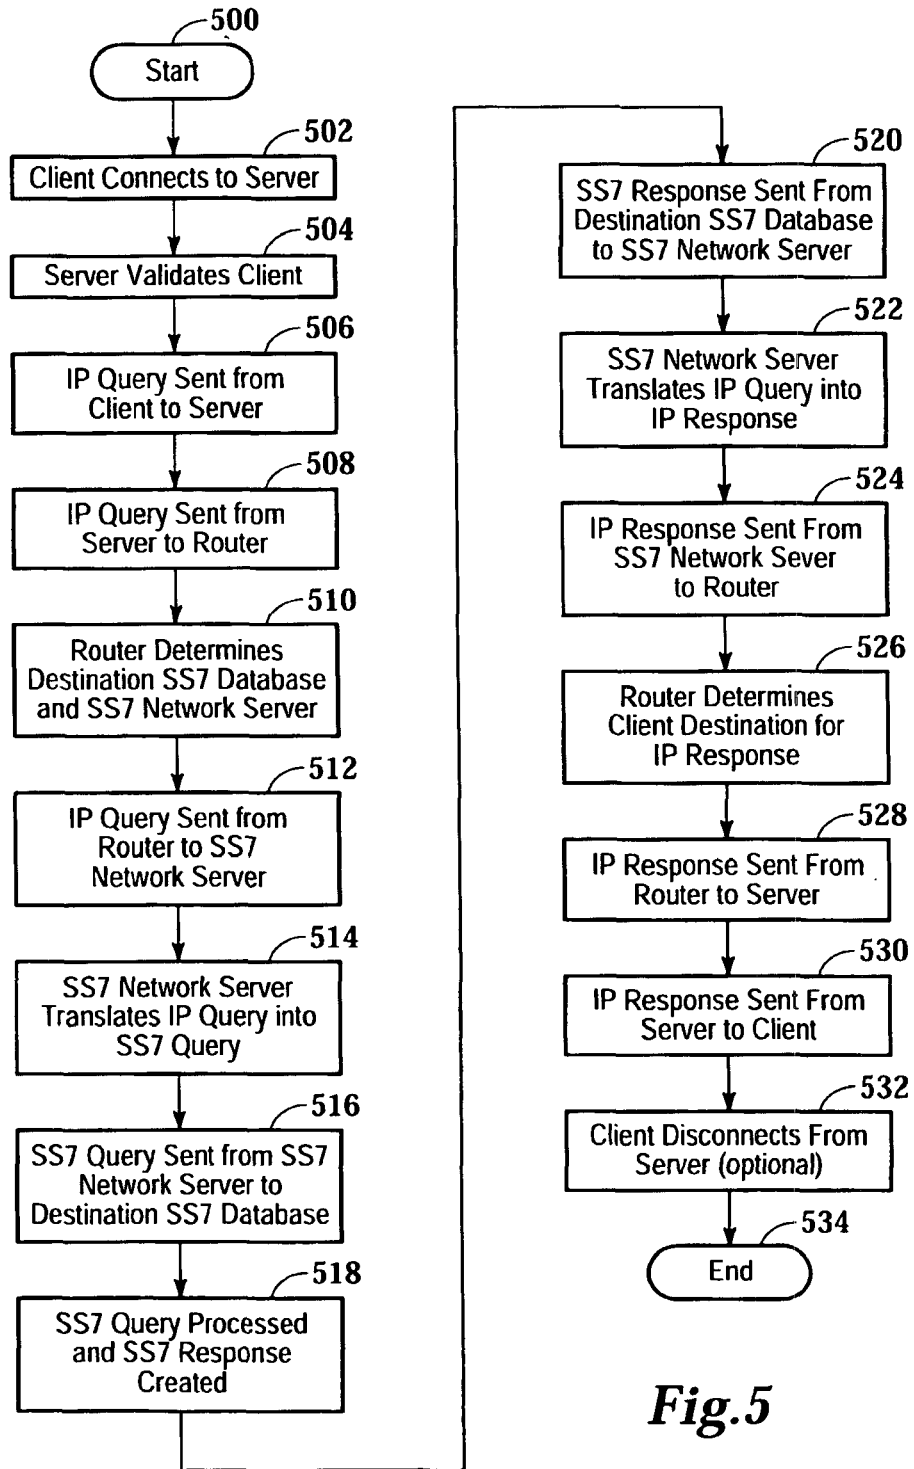 500
Start
502
Client Connects to Server
504
Server Validates Client
506
IP Query Sent from
Client to Server
508
IP Query Sent from
Server to Router
510
Router Determines
Destination SS7 Database
and SS7 Network Server
512
IP Query Sent from
Router to SS7
Network Server
514
SS7 Network Server
Translates IP Query into
SS7 Query
516
SS7 Query Sent from SS7
Network Server to
Destination SS7 Database
518
SS7 Query Processed
and SS7 Response
Created
520
SS7 Response Sent From
Destination SS7 Database
to SS7 Network Server
522
SS7 Network Server
Translates IP Query into
IP Response
524
IP Response Sent From
SS7 Network Sever
to Router
526
Router Determines
Client Destination for
IP Response
528
IP Response Sent From
Router to Server
530
IP Response Sent From
Server to Client
532
Client Disconnects From
Server (optional)
534
End
Fig.5